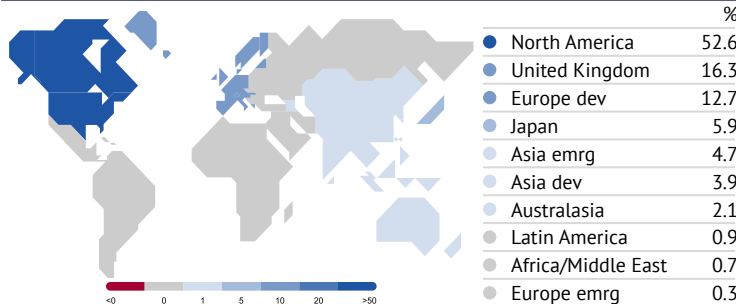 %
North America 52.6
United Kingdom 16.3
Europe dev 12.7
Japan 5.9
Asia emrg 4.7
Asia dev 3.9
Australasia 2.1
Latin America 0.9
Africa/Middle East 0.7
Europe emrg 0.3
<0 0 1 5 10 20 >50